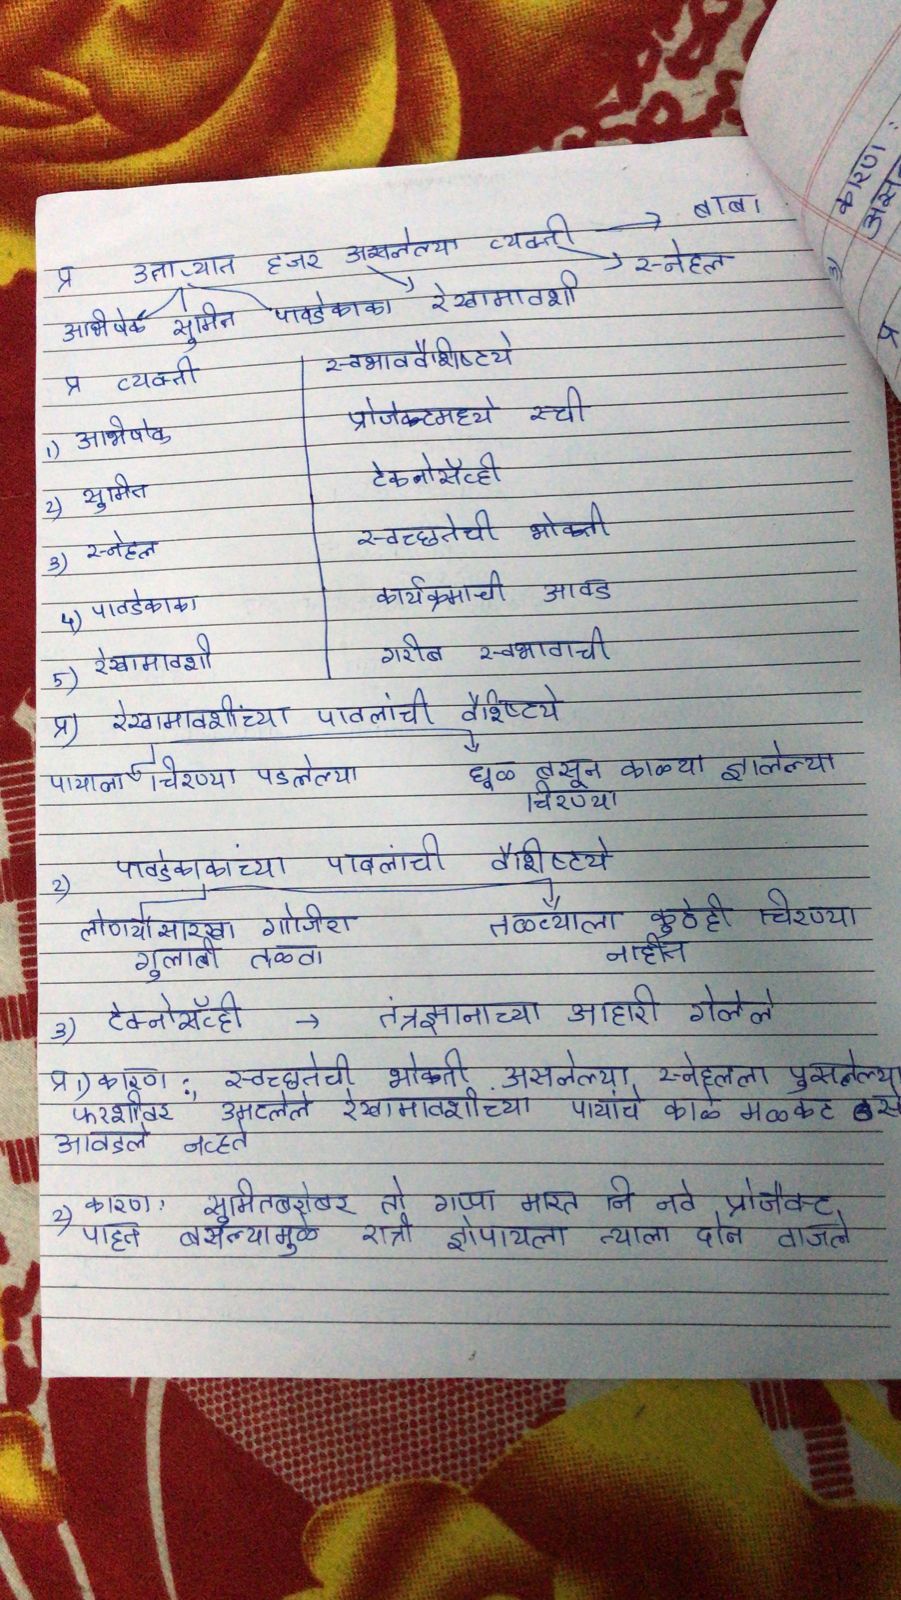 प्र उताऱ्यात हजर असलेल्या व्यक्ती → बाबा
स्नेहल
अभिषेक सुमित पावडेकाका रेखामावशी
प्र व्यक्ती स्वभाववैशिष्ट्ये
1) अभिषेक प्रोजेक्टमध्ये रुची
2) सुमित टेक्नोसॅव्ही
3) स्नेहल स्वच्छतेची भोक्ती
4) पावडेकाका कार्यक्रमाची आवड
5) रेखामावशी गरीब स्वभावाची
प्र) रेखामावशींच्या पावलांची वैशिष्ट्ये
पायाला चिरण्या पडलेल्या धूळ बसून काळ्या झालेल्या
चिरण्या
2) पावडेकाकांच्या पावलांची वैशिष्ट्ये
लोण्यासारखा गोजिरा तळव्याला कुठेही चिरण्या
गुलाबी तळवा नाहीत
3) टेक्नोसॅव्ही → तंत्रज्ञानाच्या आहारी गेलेले
प्र 1) कारण : स्वच्छतेची भोक्ती असलेल्या स्नेहलला पुसलेल्या
फरशीवर उमटलेले रेखामावशीच्या पायांचे काळे मळकट ठसे
आवडले नव्हते
2) कारण : सुमितबरोबर तो गप्पा मारत नि नवे प्रोजेक्ट
पाहत बसल्यामुळे रात्री झोपायला त्याला दोन वाजले
कारण :
3)
प्र